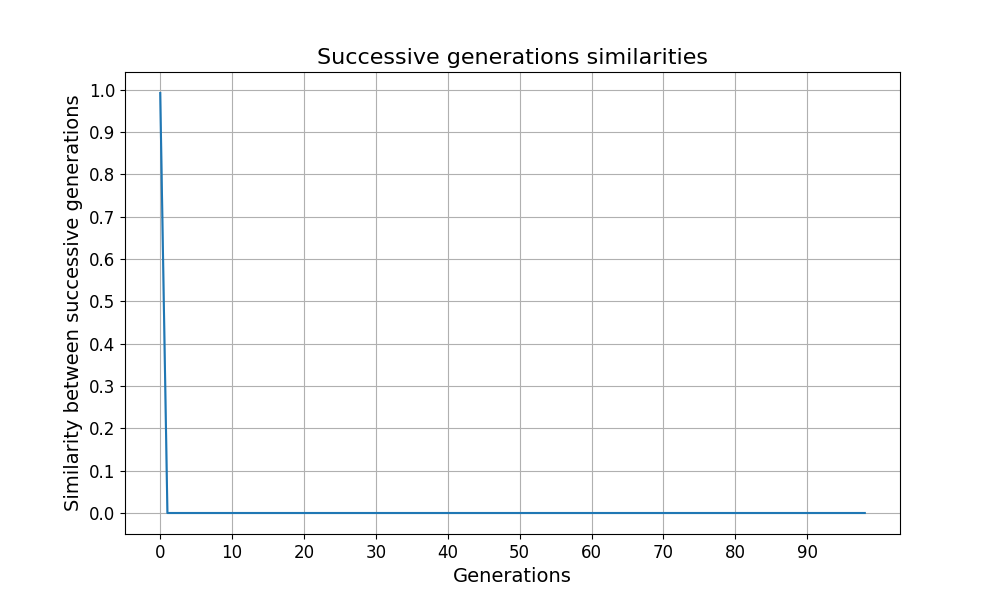 Successive generations similarities
Similarity between successive generations
1.0
0.9
0.8
0.7
0.6
0.5
0.4
0.3
0.2
0.1
0.0
0 10 20 30 40 50 60 70 80 90
Generations